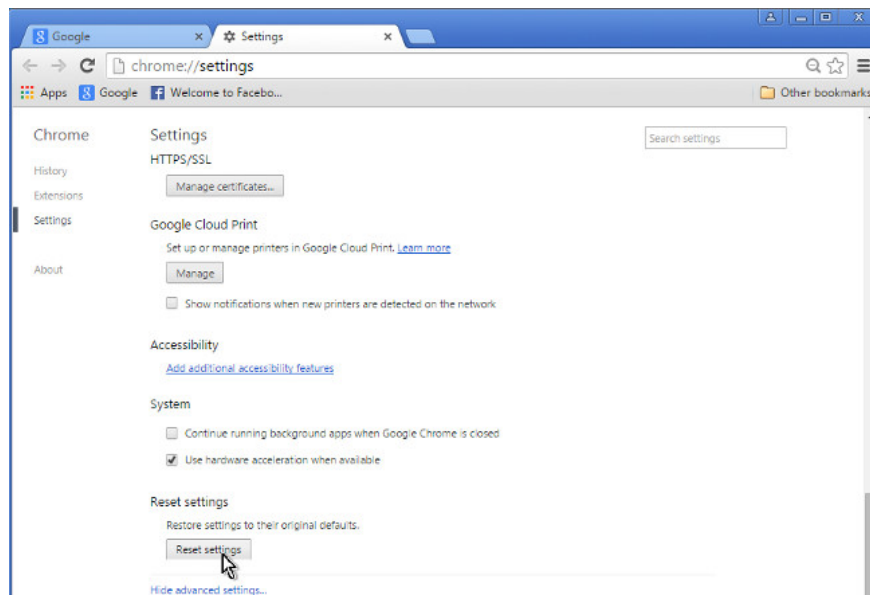 Google
Settings
chrome://settings
Apps
Google
Welcome to Facebo...
Other bookmarks
Chrome
History
Extensions
Settings
About
Settings
Search settings
HTTPS/SSL
Manage certificates...
Google Cloud Print
Set up or manage printers in Google Cloud Print. Learn more
Manage
Show notifications when new printers are detected on the network
Accessibility
Add additional accessibility features
System
Continue running background apps when Google Chrome is closed
Use hardware acceleration when available
Reset settings
Restore settings to their original defaults.
Reset settings
Hide advanced settings...